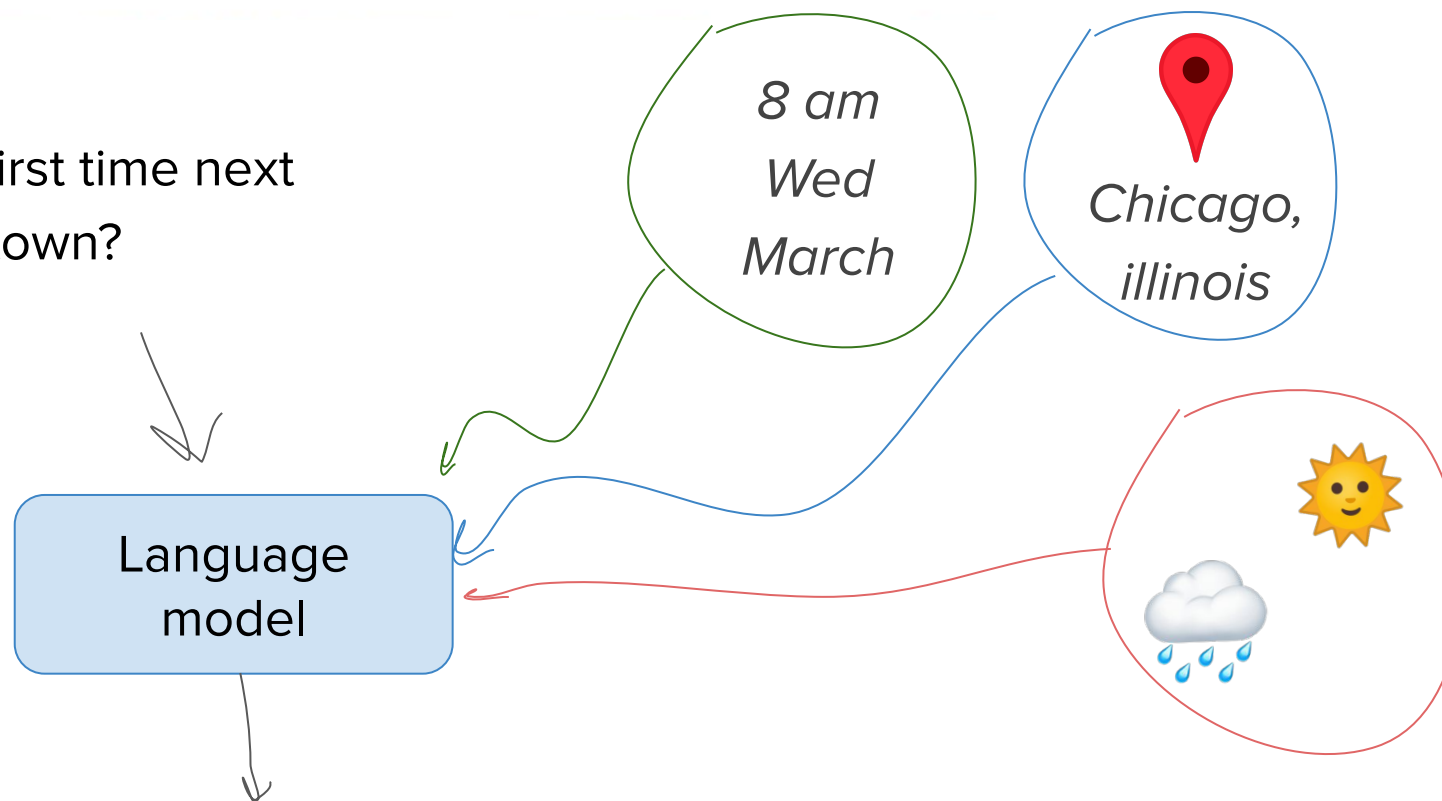 irst time next
own?
8 am
Wed
March
Chicago,
illinois
Language
model